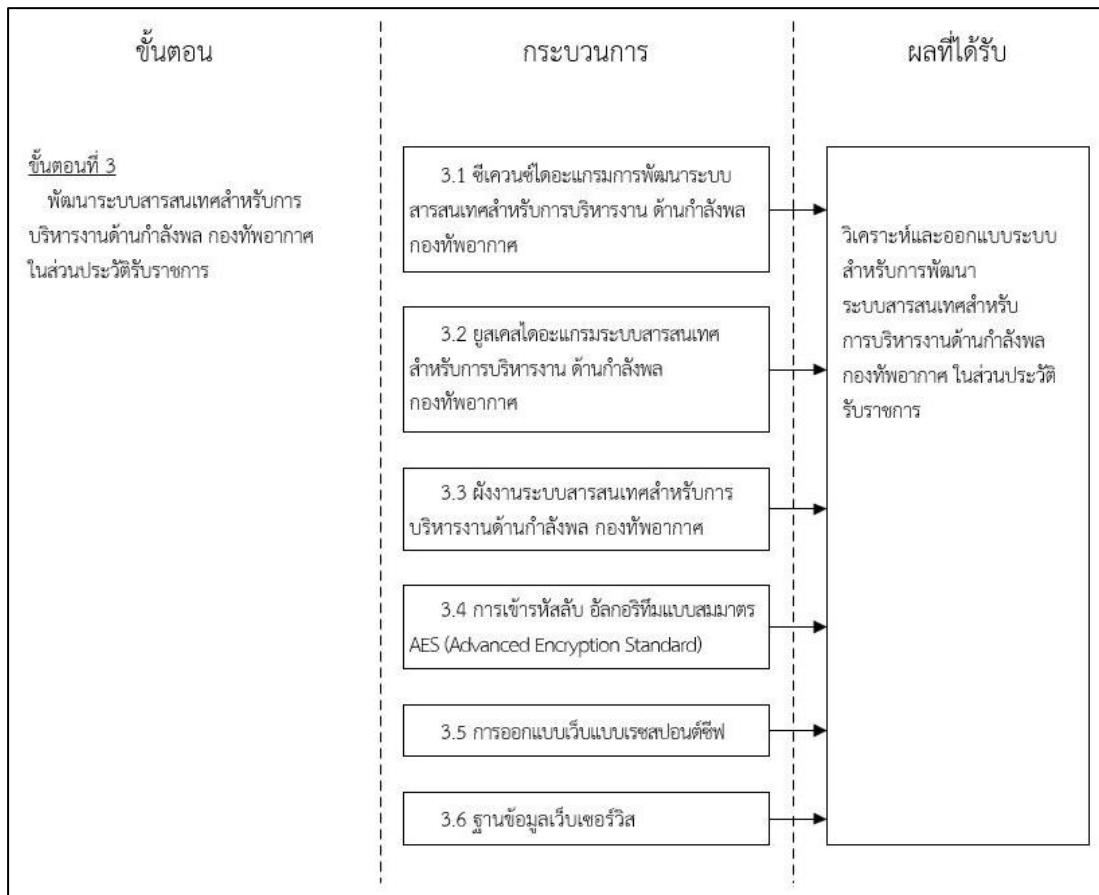 ขั้นตอน
กระบวนการ
ผลที่ได้รับ
ขั้นตอนที่ 3
พัฒนาระบบสารสนเทศสำหรับการ
บริหารงานด้านกำลังพล กองทัพอากาศ
ในส่วนประวัติรับราชการ
3.1 ซีเควนซ์ไดอะแกรมการพัฒนาระบบ
สารสนเทศสำหรับการบริหารงาน ด้านกำลังพล
กองทัพอากาศ
3.2 ยูสเคสไดอะแกรมระบบสารสนเทศ
สำหรับการบริหารงาน ด้านกำลังพล
กองทัพอากาศ
3.3 ผังงานระบบสารสนเทศสำหรับการ
บริหารงานด้านกำลังพล กองทัพอากาศ
3.4 การเข้ารหัสลับ อัลกอริทึมแบบสมมาตร
AES (Advanced Encryption Standard)
3.5 การออกแบบเว็บแบบเรซสปอนต์ซีฟ
3.6 ฐานข้อมูลเว็บเซอร์วิส
วิเคราะห์และออกแบบระบบ
สำหรับการพัฒนา
ระบบสารสนเทศสำหรับ
การบริหารงานด้านกำลังพล
กองทัพอากาศ ในส่วนประวัติ
รับราชการ